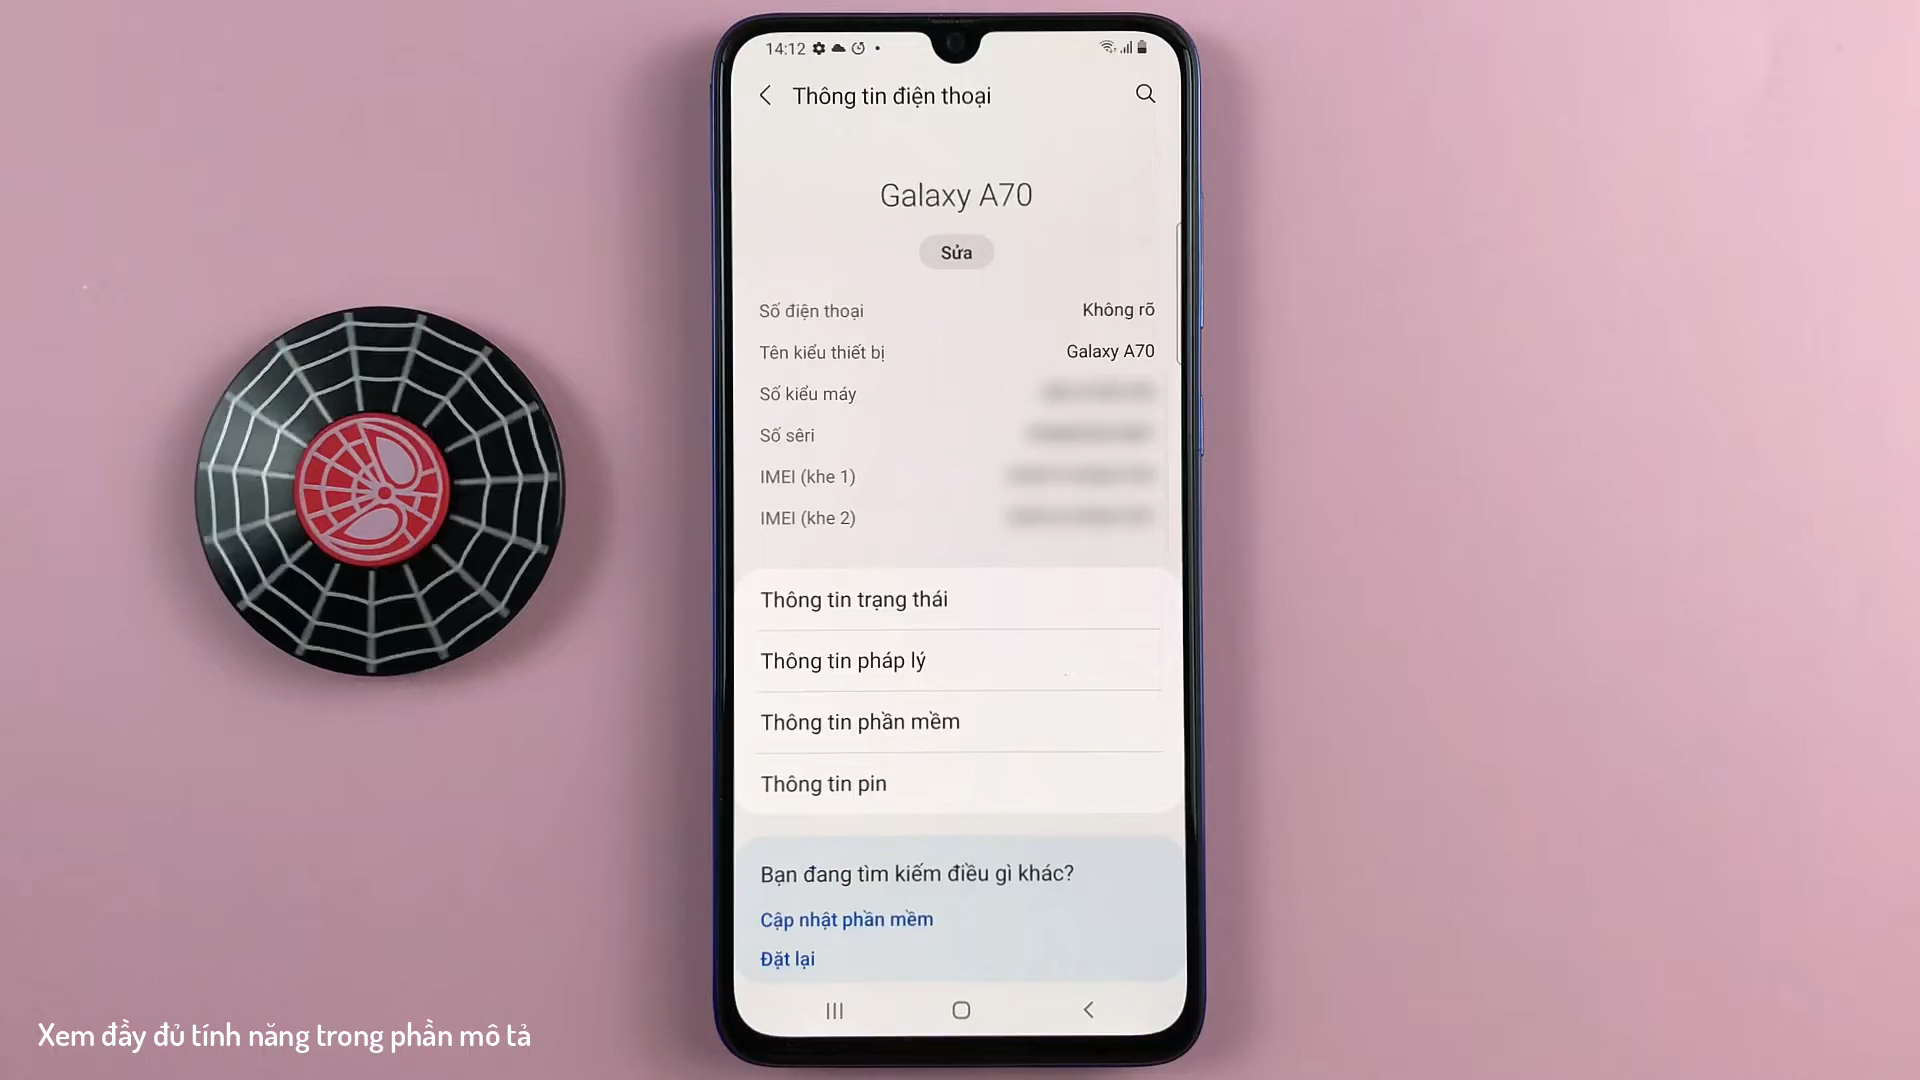 14:12
Thông tin điện thoại
Galaxy A70
Sửa
Số điện thoại Không rõ
Tên kiểu thiết bị Galaxy A70
Số kiểu máy
Số sêri
IMEI (khe 1)
IMEI (khe 2)
Thông tin trạng thái
Thông tin pháp lý
Thông tin phần mềm
Thông tin pin
Bạn đang tìm kiếm điều gì khác?
Cập nhật phần mềm
Đặt lại
Xem đầy đủ tính năng trong phần mô tả